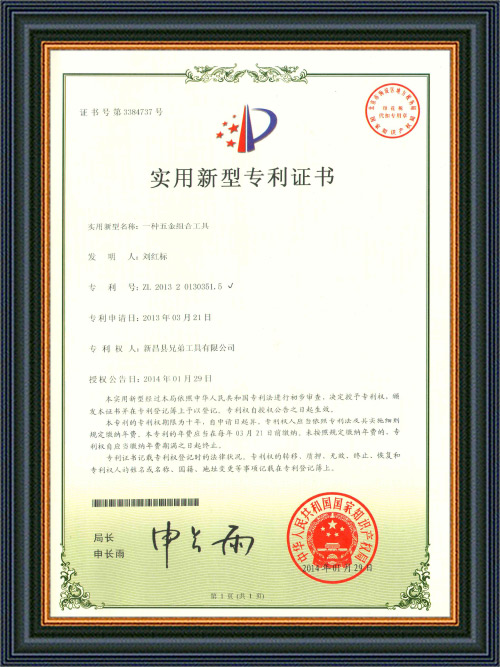 证书号第3384737号
实用新型专利证书
实用新型名称：一种五金组合工具
发 明 人：刘红标
专 利 号：ZL 2013 2 0130351.5
专利申请日：2013年03月21日
专 利 权 人：新昌县兄弟工具有限公司
授权公告日：2014年01月29日
本实用新型经过本局依照中华人民共和国专利法进行初步审查，决定授予专利权，颁
发本证书并在专利登记簿上予以登记。专利权自授权公告之日起生效。
本专利的专利权期限为十年，自申请日起算。专利权人应当依照专利法及其实施细则
规定缴纳年费。本专利的年费应当在每年03月21日前缴纳。未按照规定缴纳年费的，专
利权自应当缴纳年费期满之日起终止。
专利证书记载专利权登记时的法律状况。专利权的转移、质押、无效、终止、恢复和
专利权人的姓名或名称、国籍、地址变更等事项记载在专利登记簿上。
局长
申长雨
申长雨
中华人民共和国国家知识产权局
2014年01月29日
第1页(共1页)